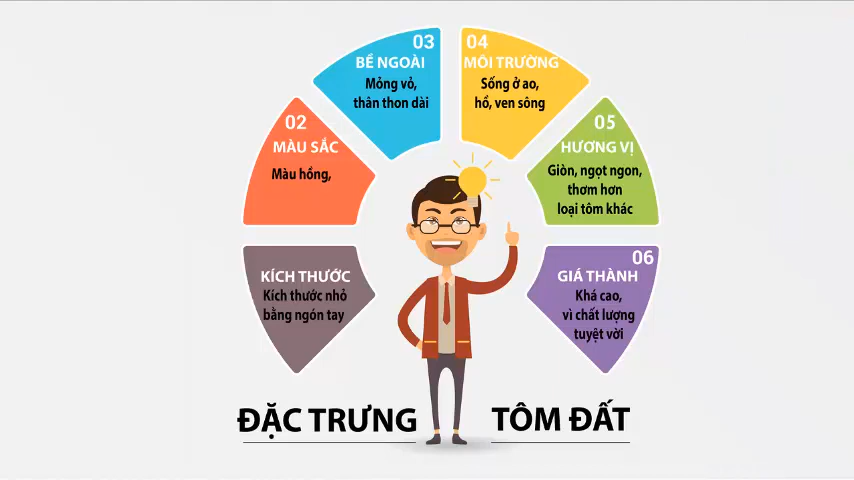 KÍCH THƯỚC
Kích thước nhỏ
bằng ngón tay
02
MÀU SẮC
Màu hồng,
03
BỀ NGOÀI
Mỏng vỏ,
thân thon dài
04
MÔI TRƯỜNG
Sống ở ao,
hồ, ven sông
05
HƯƠNG VỊ
Giòn, ngọt ngon,
thơm hơn
loại tôm khác
06
GIÁ THÀNH
Khá cao,
vì chất lượng
tuyệt vời
ĐẶC TRƯNG TÔM ĐẤT